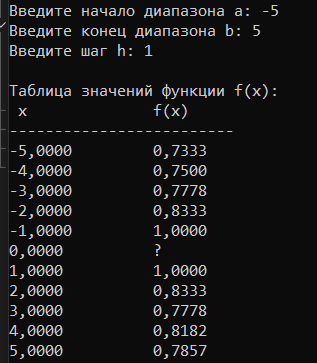 Введите начало диапазона a: -5
Введите конец диапазона b: 5
Введите шаг h: 1
Таблица значений функции f(x):
x f(x)
-------------------------
-5,0000 0,7333
-4,0000 0,7500
-3,0000 0,7778
-2,0000 0,8333
-1,0000 1,0000
0,0000 ?
1,0000 1,0000
2,0000 0,8333
3,0000 0,7778
4,0000 0,8182
5,0000 0,7857